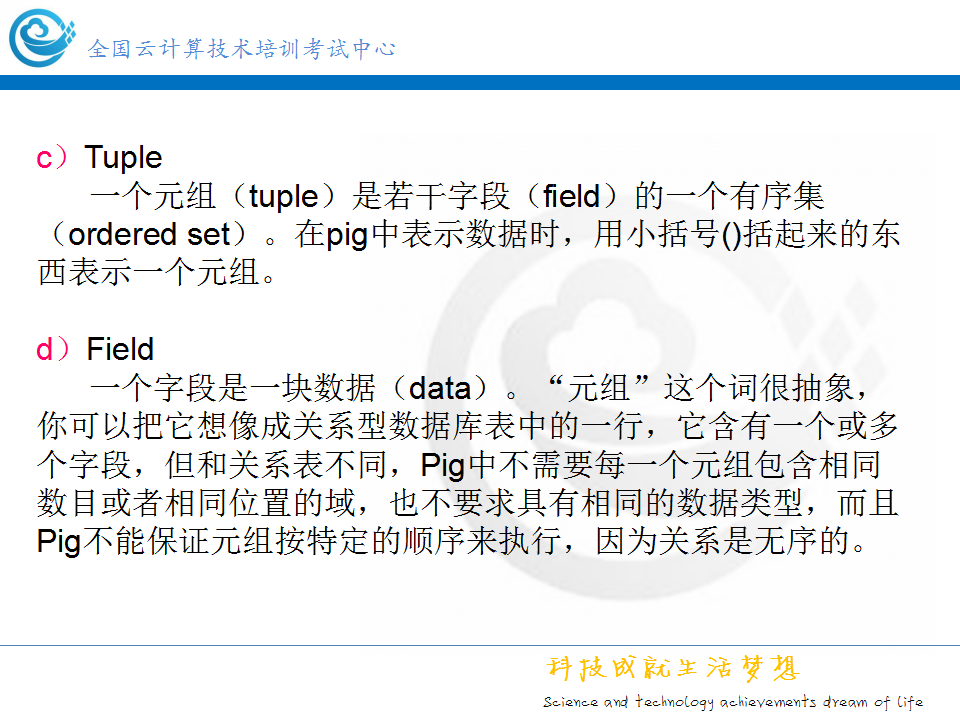 全国云计算技术培训考试中心
c）Tuple
一个元组（tuple）是若干字段（field）的一个有序集
（ordered set）。在pig中表示数据时，用小括号()括起来的东
西表示一个元组。
d）Field
一个字段是一块数据（data）。“元组”这个词很抽象，
你可以把它想像成关系型数据库表中的一行，它含有一个或多
个字段，但和关系表不同，Pig中不需要每一个元组包含相同
数目或者相同位置的域，也不要求具有相同的数据类型，而且
Pig不能保证元组按特定的顺序来执行，因为关系是无序的。
科技成就生活梦想
Science and technology achievements dream of life